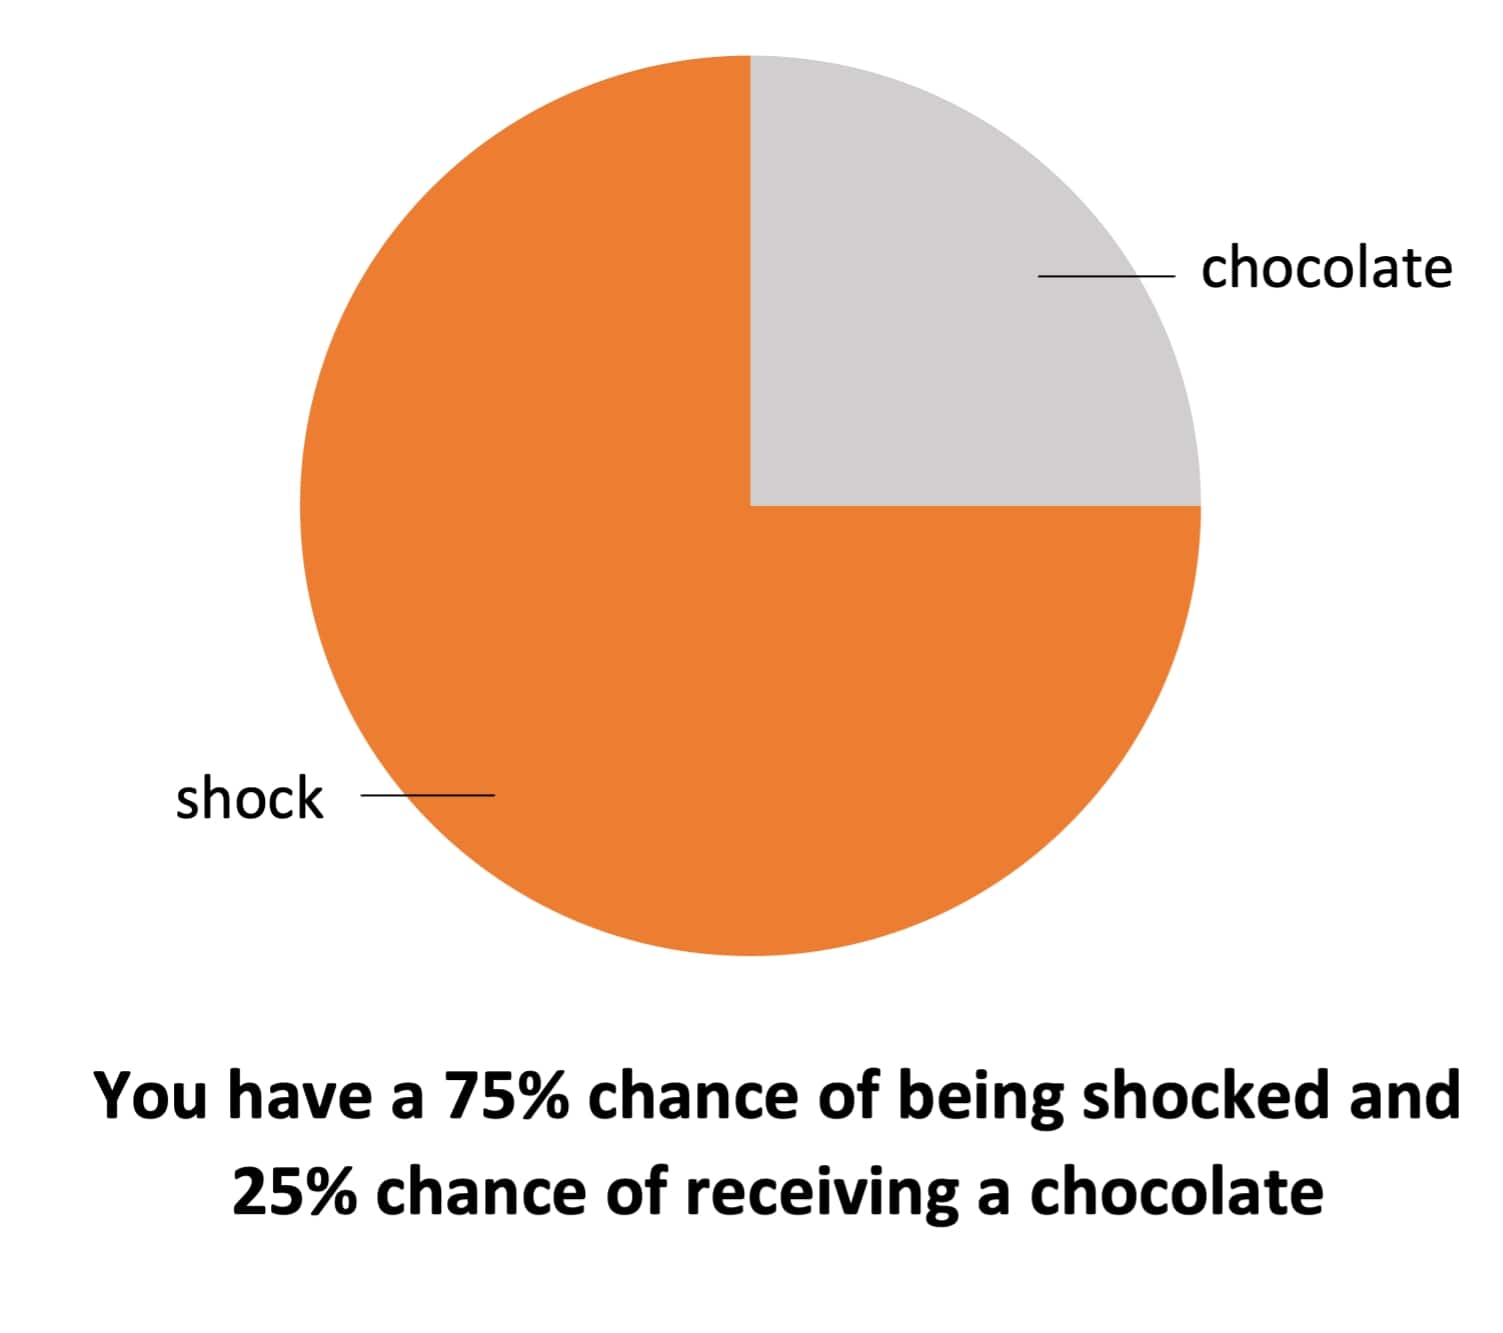 chocolate
shock
You have a 75% chance of being shocked and
25% chance of receiving a chocolate